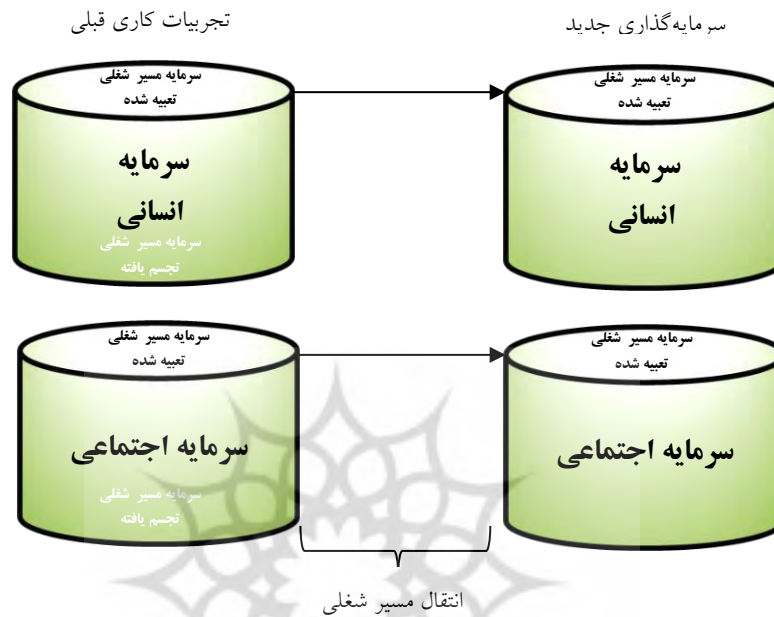 سرمایه‌گذاری جدید
تجربیات کاری قبلی
سرمایه مسیر شغلی
تعبیه شده
سرمایه
انسانی
سرمایه مسیر شغلی
تعبیه شده
سرمایه
انسانی
سرمایه مسیر شغلی
تجسم یافته
سرمایه مسیر شغلی
تعبیه شده
سرمایه اجتماعی
سرمایه مسیر شغلی
تعبیه شده
سرمایه اجتماعی
سرمایه مسیر شغلی
تجسم یافته
انتقال مسیر شغلی